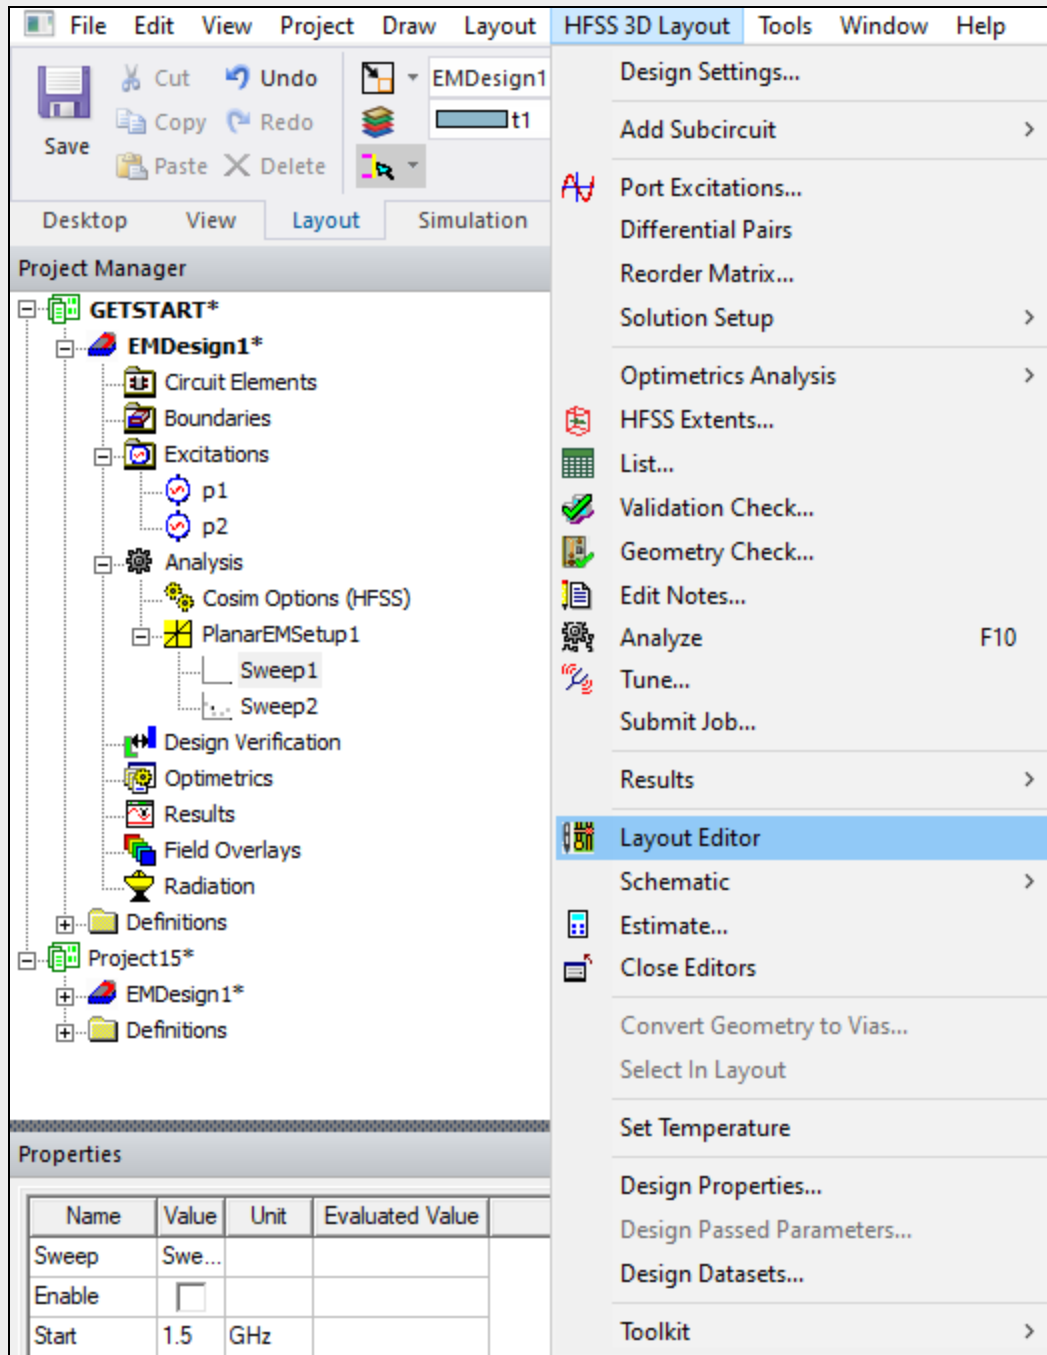 File Edit View Project Draw Layout HFSS 3D Layout Tools Window Help
Save
Cut
Copy
Paste
Undo
Redo
Delete
EMDesign1
t1
Desktop View Layout Simulation
Project Manager
GETSTART*
EMDesign1*
Circuit Elements
Boundaries
Excitations
p1
p2
Analysis
Cosim Options (HFSS)
PlanarEMSetup1
Sweep1
Sweep2
Design Verification
Optimetrics
Results
Field Overlays
Radiation
Definitions
Project15*
EMDesign1*
Definitions
Properties
Name Value Unit Evaluated Value
Sweep Swe...
Enable
Start 1.5 GHz
Design Settings...
Add Subcircuit >
Port Excitations...
Differential Pairs
Reorder Matrix...
Solution Setup >
Optimetrics Analysis >
HFSS Extents...
List...
Validation Check...
Geometry Check...
Edit Notes...
Analyze F10
Tune...
Submit Job...
Results >
Layout Editor
Schematic >
Estimate...
Close Editors
Convert Geometry to Vias...
Select In Layout
Set Temperature
Design Properties...
Design Passed Parameters...
Design Datasets...
Toolkit >